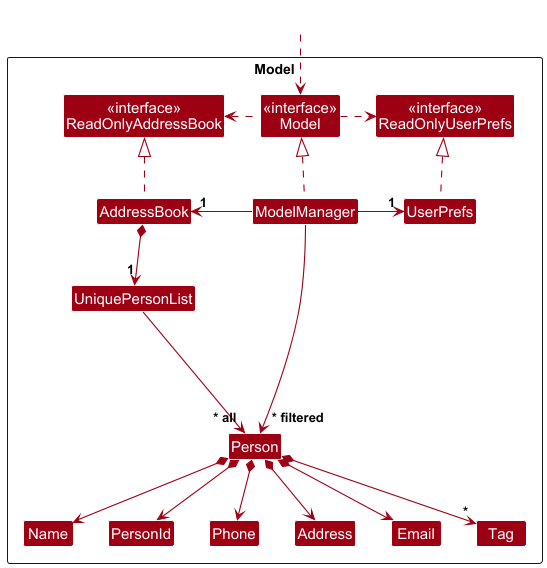 Model
«interface»
ReadOnlyAddressBook
«interface»
Model
«interface»
ReadOnlyUserPrefs
AddressBook
1
ModelManager
1
UserPrefs
1
UniquePersonList
* all
* filtered
Person
*
Name
PersonId
Phone
Address
Email
Tag